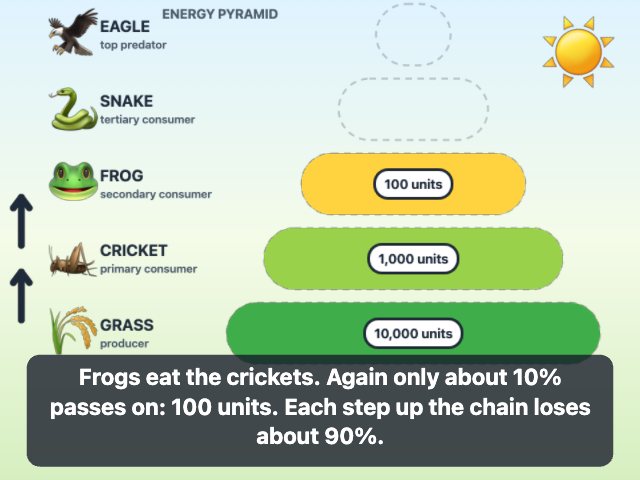 ENERGY PYRAMID
EAGLE
top predator
SNAKE
tertiary consumer
FROG
secondary consumer
100 units
CRICKET
primary consumer
1,000 units
GRASS
producer
10,000 units
Frogs eat the crickets. Again only about 10%
passes on: 100 units. Each step up the chain loses
about 90%.